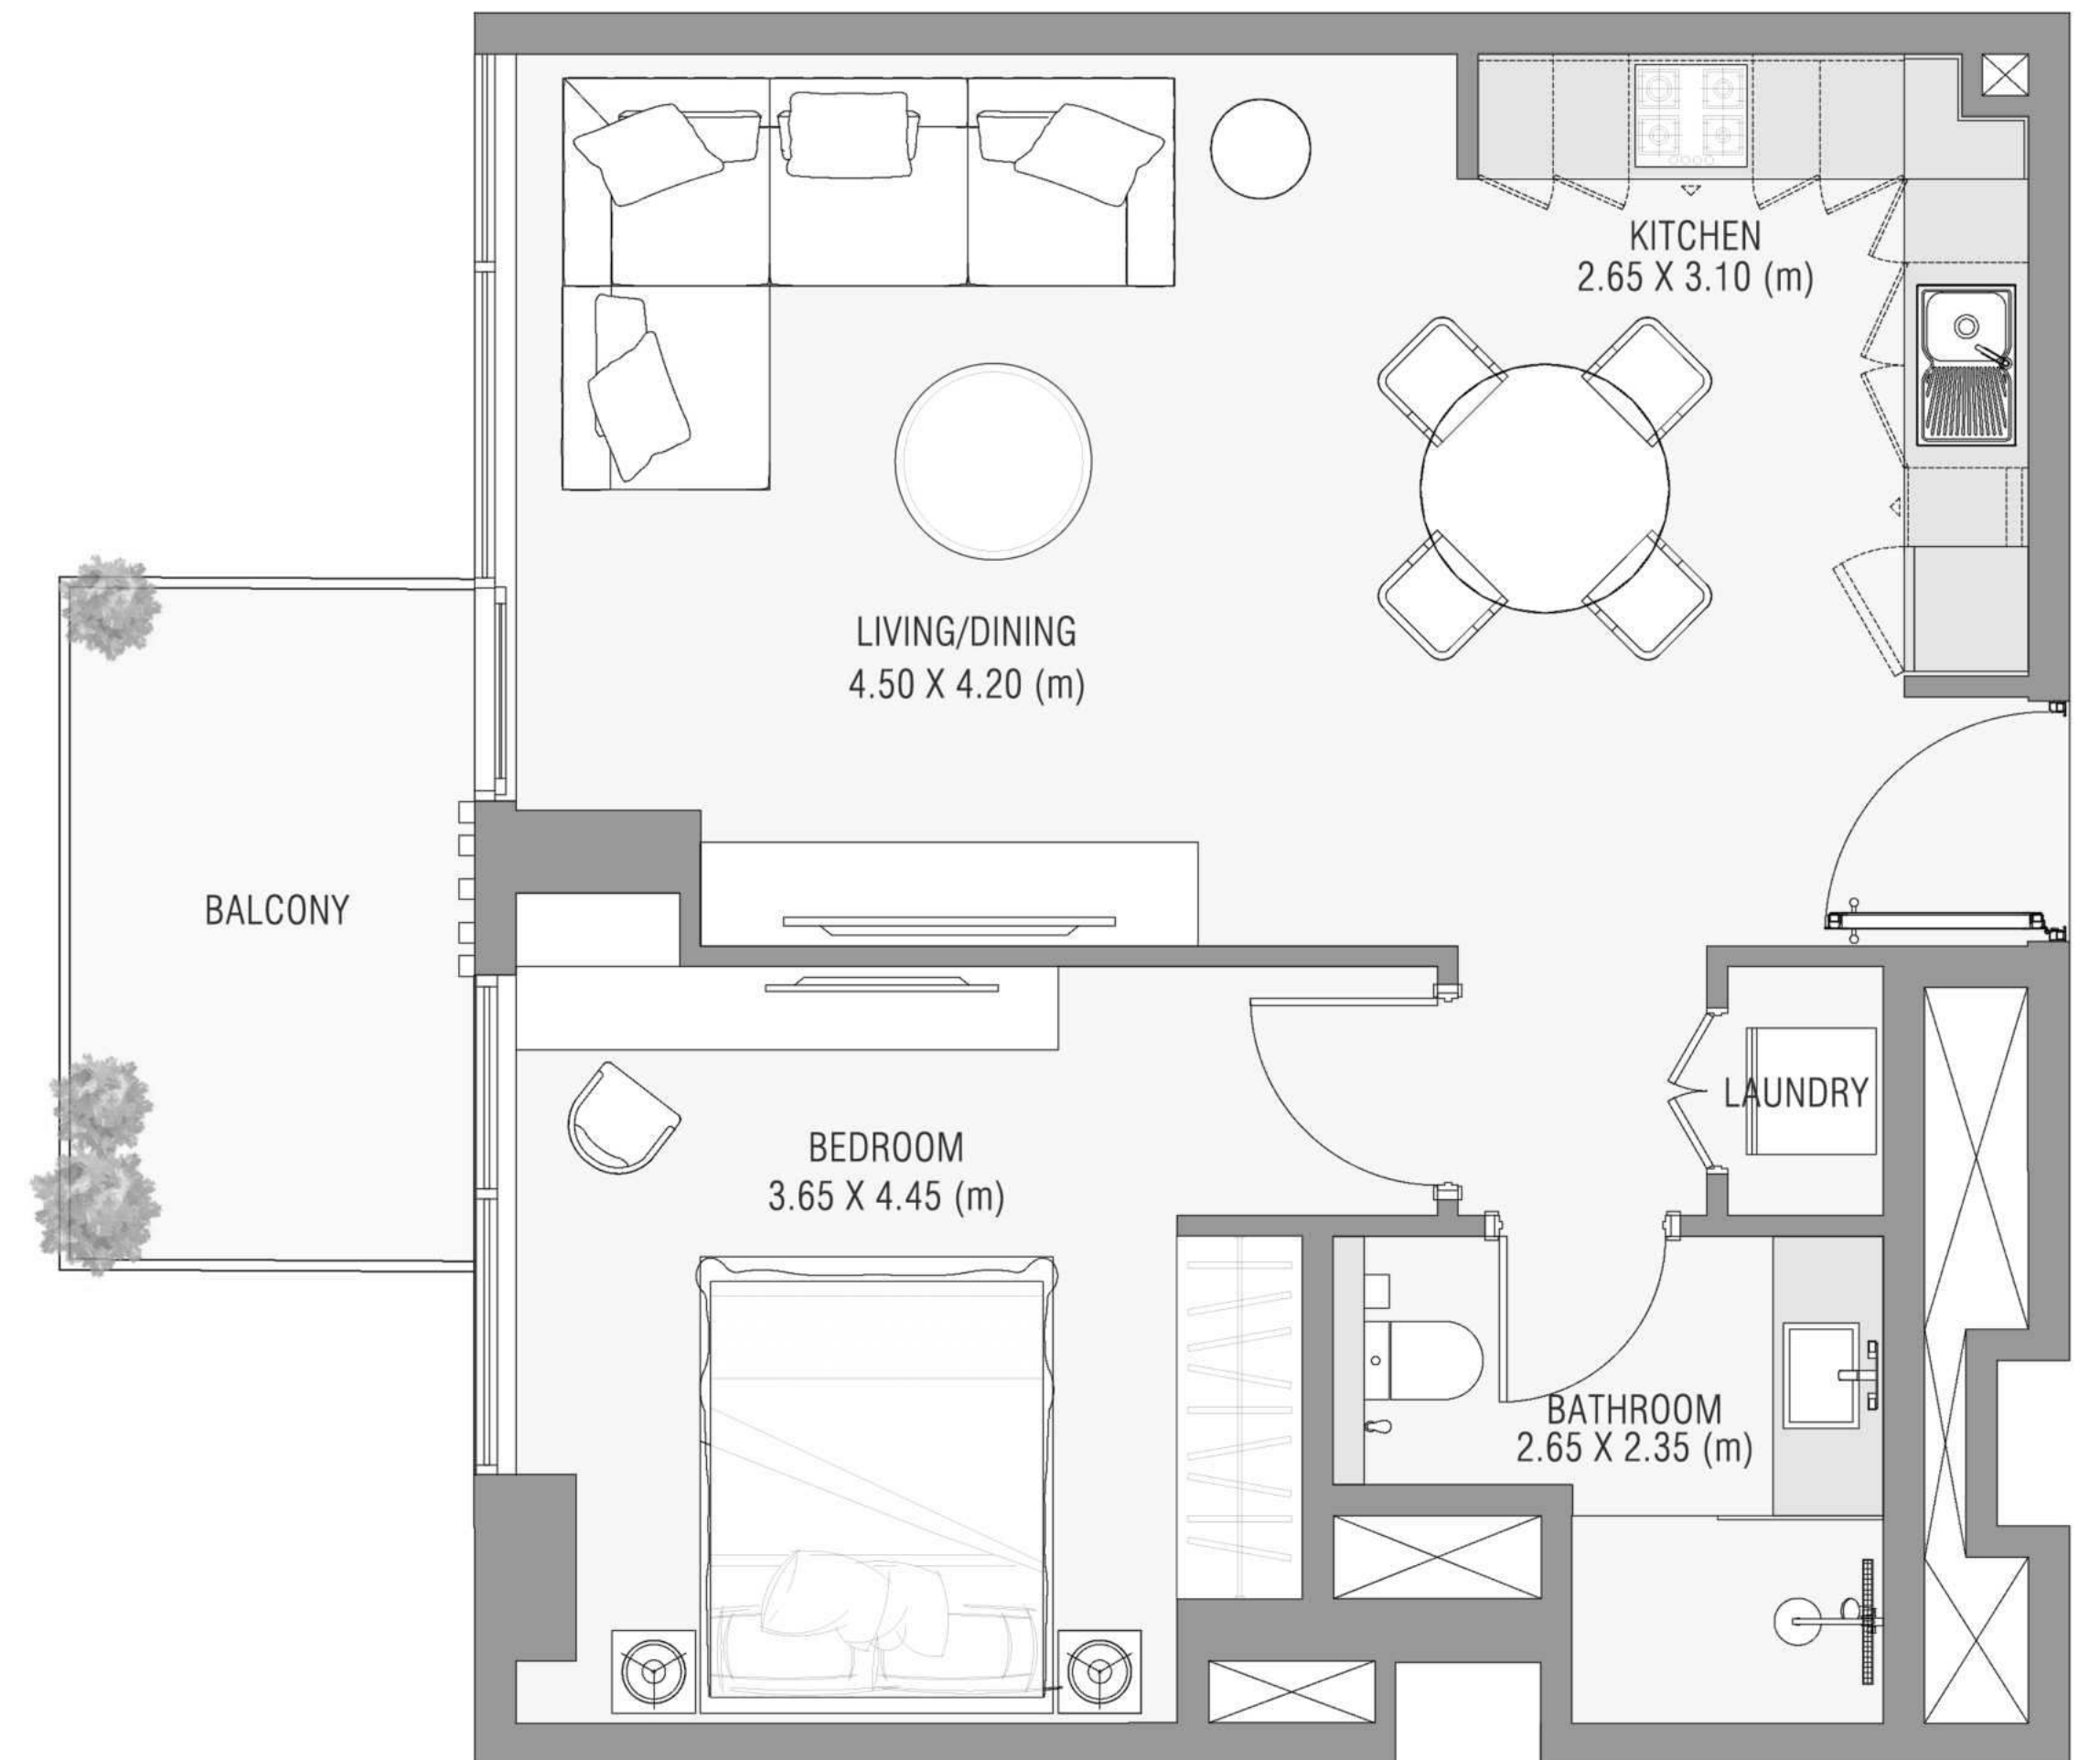 KITCHEN
2.65 X 3.10 (m)
LIVING/DINING
4.50 X 4.20 (m)
BALCONY
LAUNDRY
BEDROOM
3.65 X 4.45 (m)
BATHROOM
2.65 X 2.35 (m)